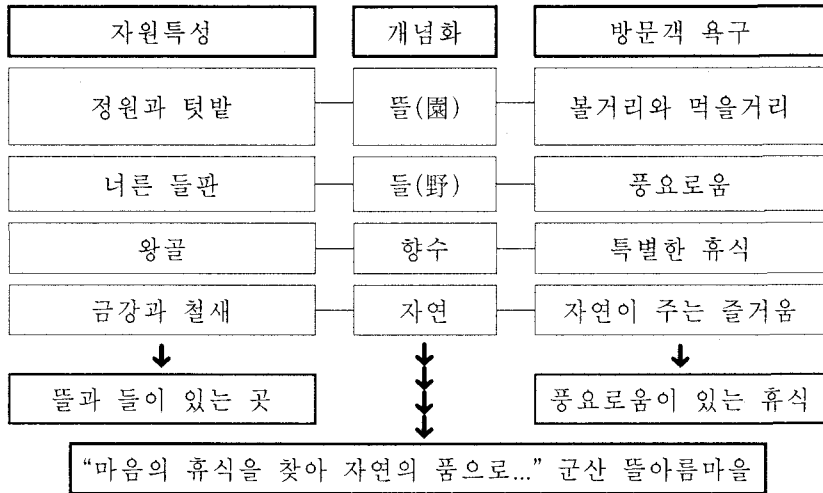 자원특성 개념화 방문객 욕구
정원과 텃밭 뜰(園) 볼거리와 먹을거리
너른 들판 들(野) 풍요로움
왕골 향수 특별한 휴식
금강과 철새 자연 자연이 주는 즐거움
뜰과 들이 있는 곳 풍요로움이 있는 휴식
“마음의 휴식을 찾아 자연의 품으로...” 군산 뜰아름마을